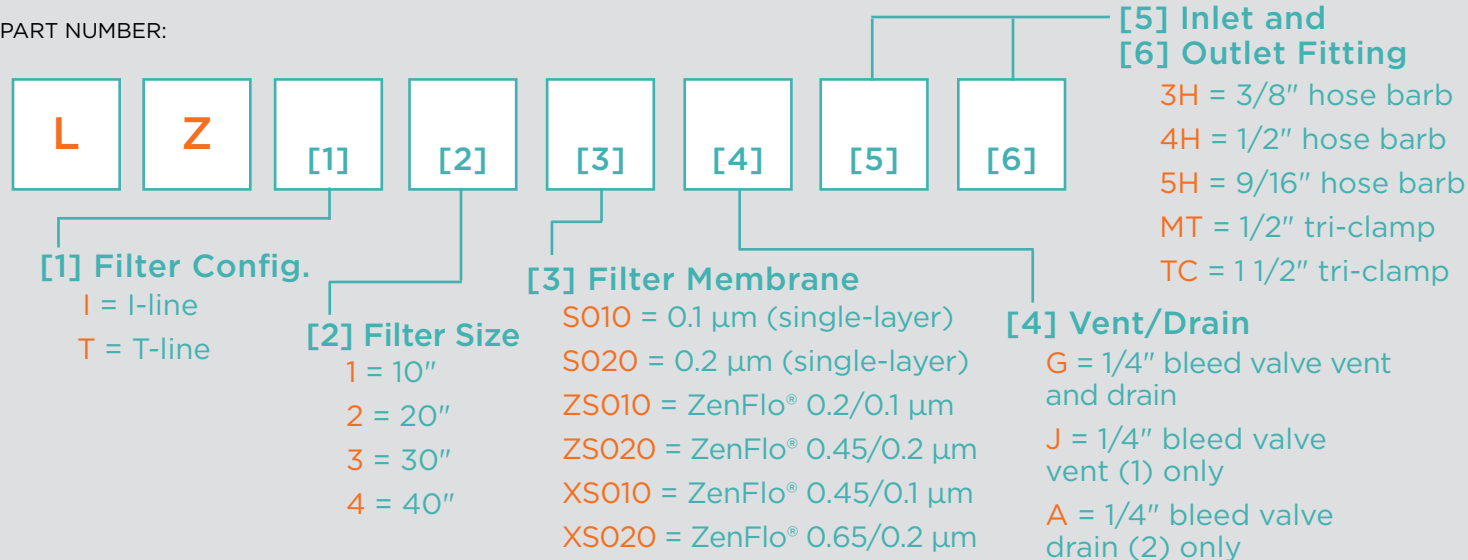 PART NUMBER:
L
Z
[1]
[2]
[3]
[4]
[5]
[6]
[1] Filter Config.
I = I-line
T = T-line
[2] Filter Size
1 = 10"
2 = 20"
3 = 30"
4 = 40"
[3] Filter Membrane
S010 = 0.1 µm (single-layer)
S020 = 0.2 µm (single-layer)
ZS010 = ZenFlo® 0.2/0.1 µm
ZS020 = ZenFlo® 0.45/0.2 µm
XS010 = ZenFlo® 0.45/0.1 µm
XS020 = ZenFlo® 0.65/0.2 µm
[4] Vent/Drain
G = 1/4" bleed valve vent
and drain
J = 1/4" bleed valve
vent (1) only
A = 1/4" bleed valve
drain (2) only
[5] Inlet and
[6] Outlet Fitting
3H = 3/8" hose barb
4H = 1/2" hose barb
5H = 9/16" hose barb
MT = 1/2" tri-clamp
TC = 1 1/2" tri-clamp